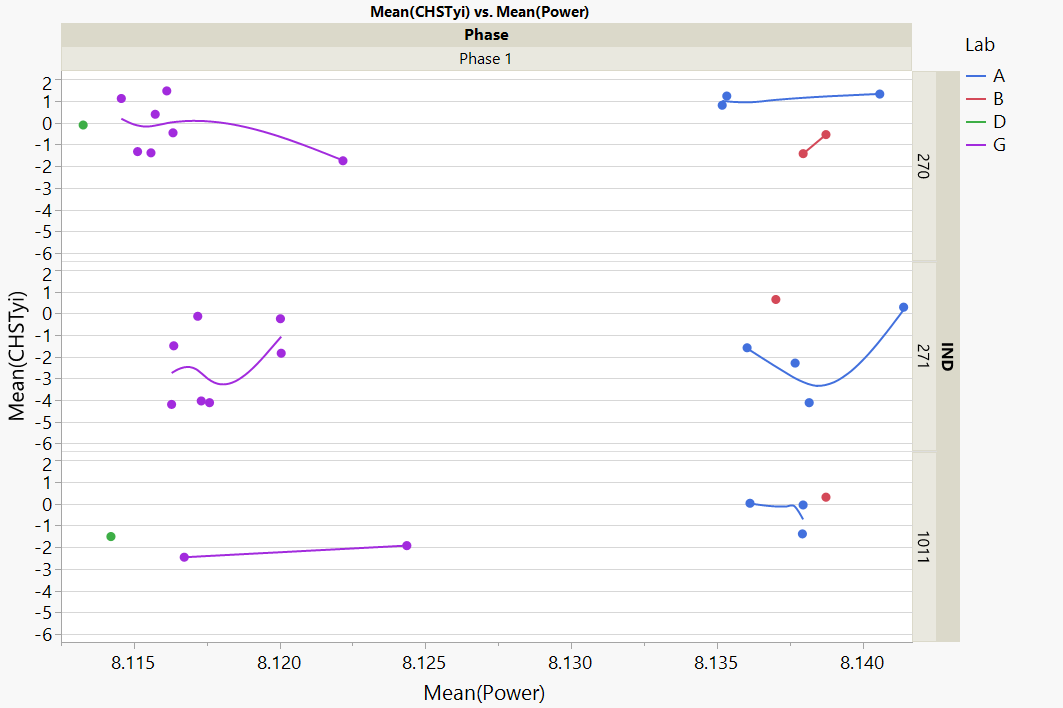 Mean(CHSTyi) vs. Mean(Power)
Phase
Phase 1
Lab
A
B
D
G
Mean(CHSTyi)
2
1
0
-1
-2
-3
-4
-5
-6
270
2
1
0
-1
-2
-3
-4
-5
-6
271
IND
2
1
0
-1
-2
-3
-4
-5
-6
1011
8.115 8.120 8.125 8.130 8.135 8.140
Mean(Power)